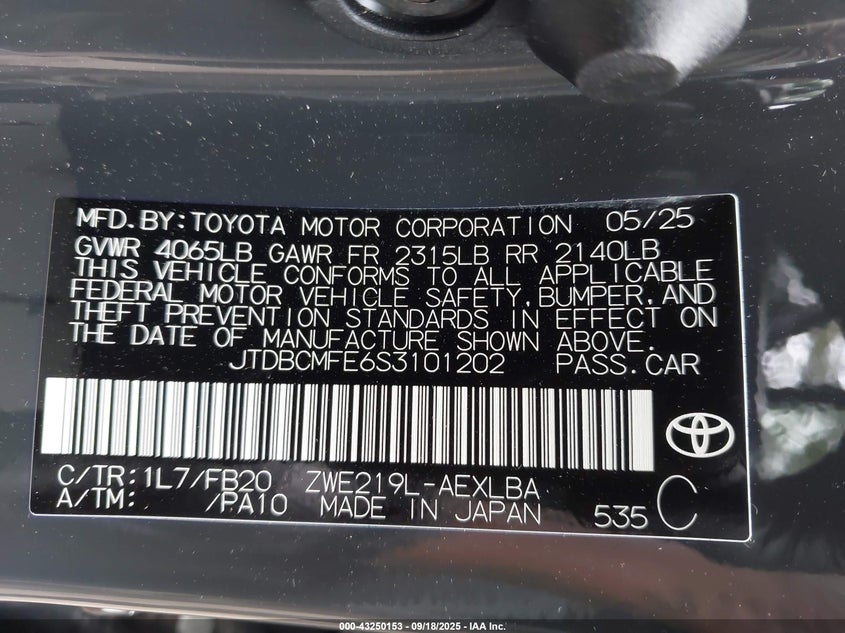 MFD.BY:TOYOTA MOTOR CORPORATION 05/25
GVWR 4065LB GAWR FR 2315LB RR 2140LB
THIS VEHICLE CONFORMS TO ALL APPLICABLE
FEDERAL MOTOR VEHICLE SAFETY,BUMPER,AND
THEFT PREVENTION STANDARDS IN EFFECT ON
THE DATE OF MANUFACTURE SHOWN ABOVE.
JTDBCMFE6S3101202 PASS.CAR
C/TR:1L7/FB20 ZWE219L-AEXLBA
A/TM: /PA10 MADE IN JAPAN 535 C
000-43250153 - 09/18/2025 - IAA Inc.